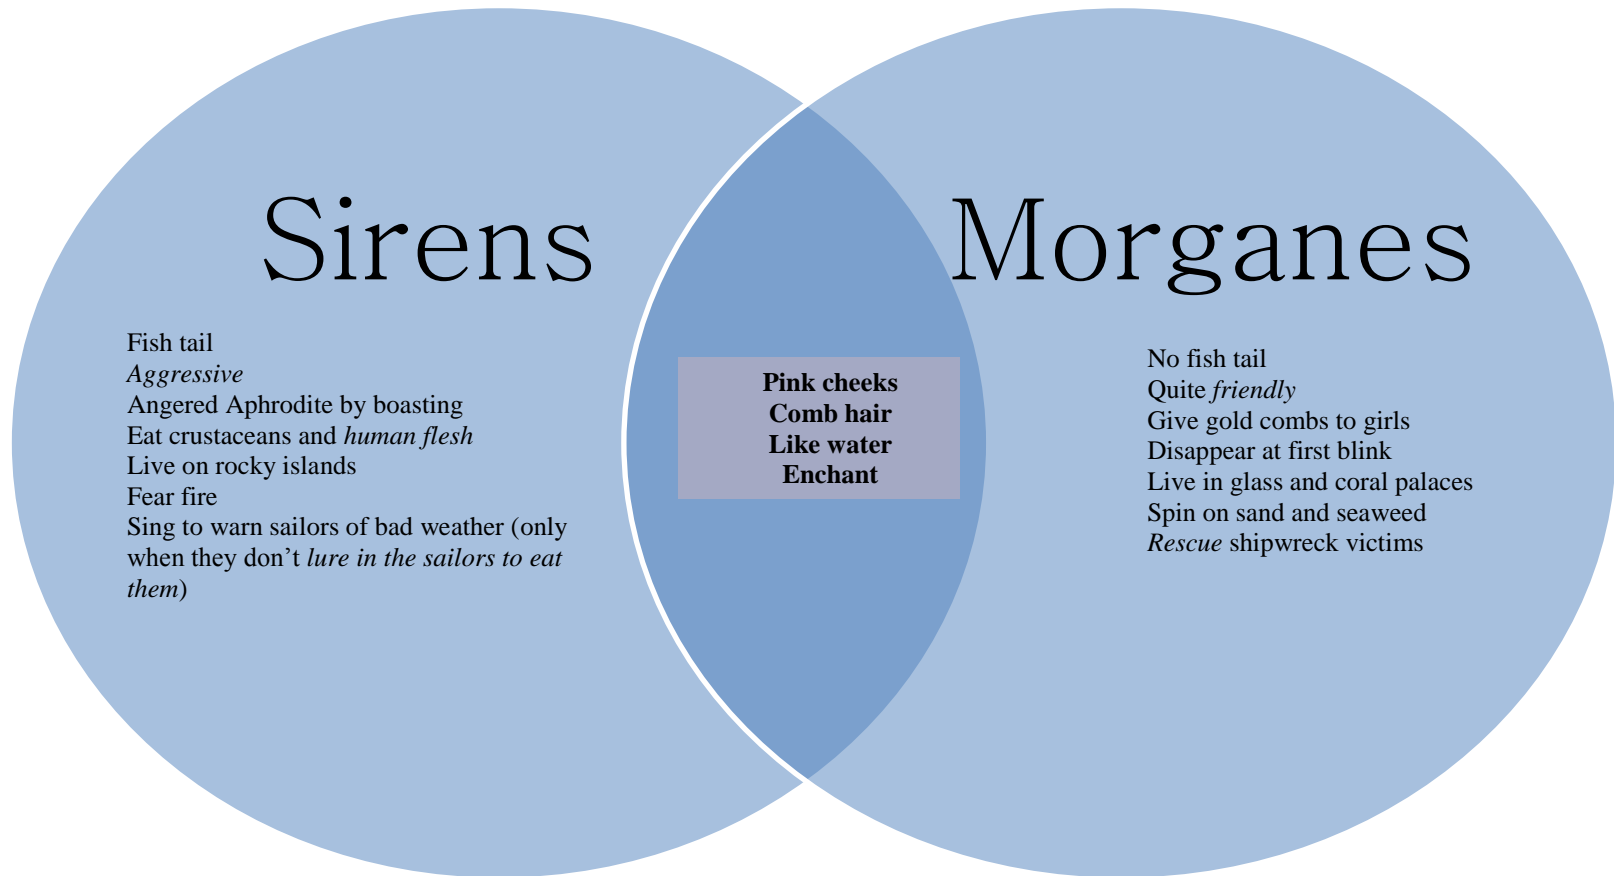 Sirens
Fish tail
Aggressive
Angered Aphrodite by boasting
Eat crustaceans and human flesh
Live on rocky islands
Fear fire
Sing to warn sailors of bad weather (only
when they don’t lure in the sailors to eat
them)
Pink cheeks
Comb hair
Like water
Enchant
Morganes
No fish tail
Quite friendly
Give gold combs to girls
Disappear at first blink
Live in glass and coral palaces
Spin on sand and seaweed
Rescue shipwreck victims